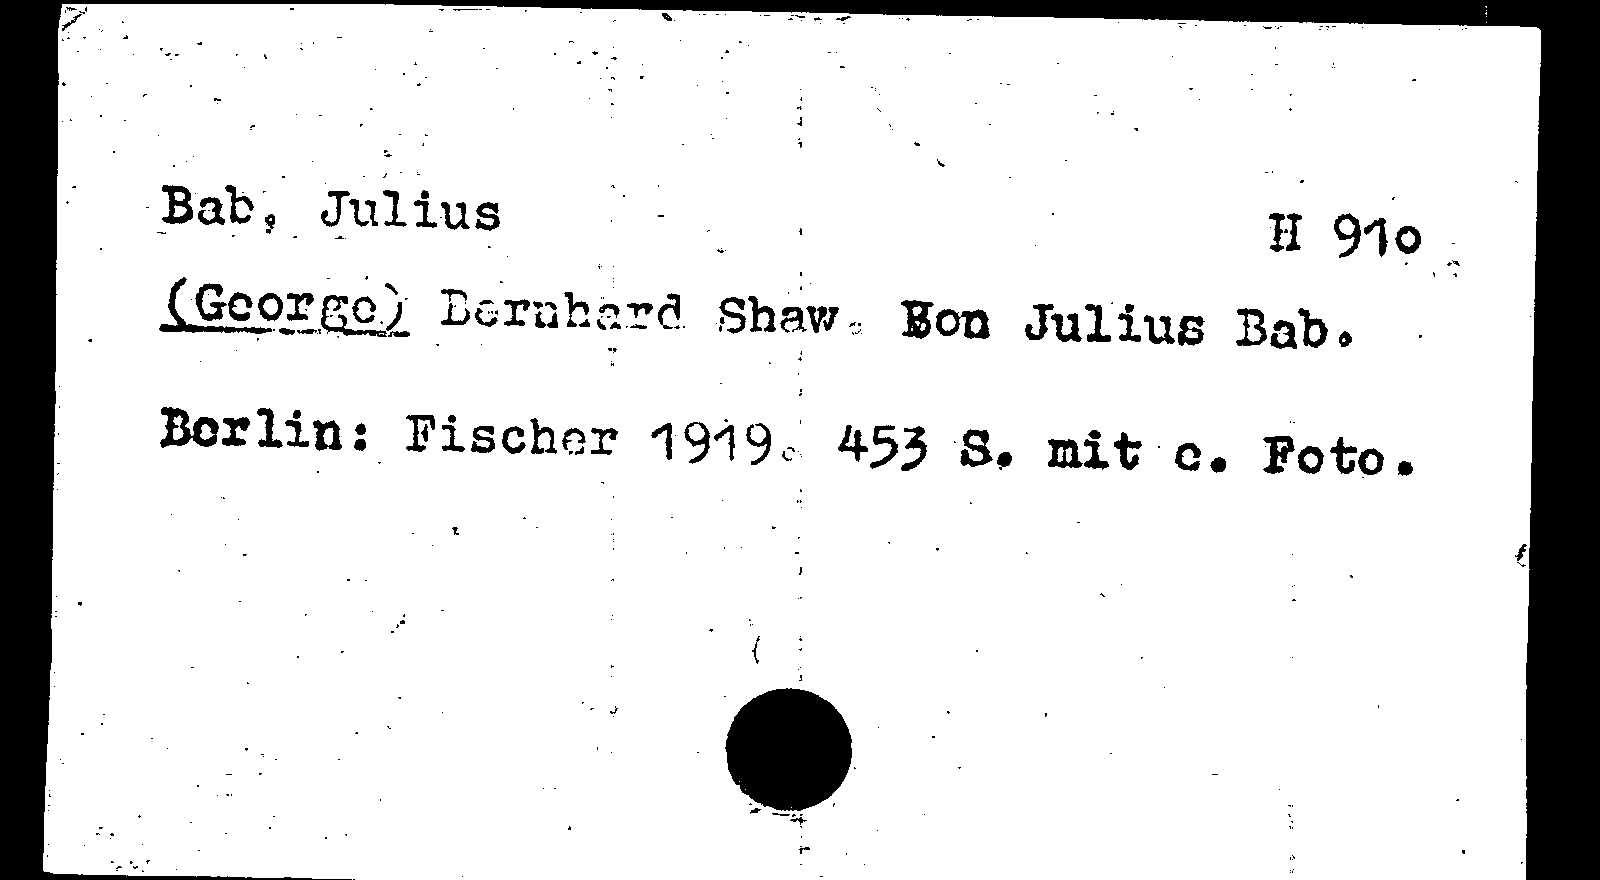 Bab, Julius H 91o
(George) Bernhard Shaw. Von Julius Bab.
Berlin: Fischer 1919. 453 S. mit e. Foto.